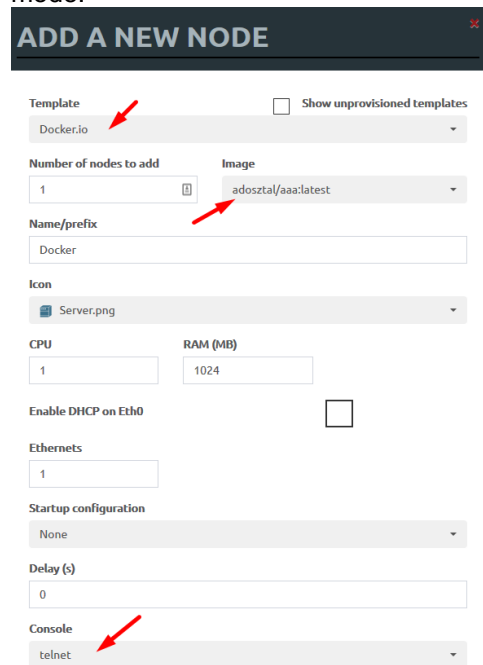 ADD A NEW NODE
Template
Show unprovisioned templates
Docker.io
Number of nodes to add Image
1 adosztal/aaa:latest
Name/prefix
Docker
Icon
Server.png
CPU RAM (MB)
1 1024
Enable DHCP on Eth0
Ethernets
1
Startup configuration
None
Delay (s)
0
Console
telnet